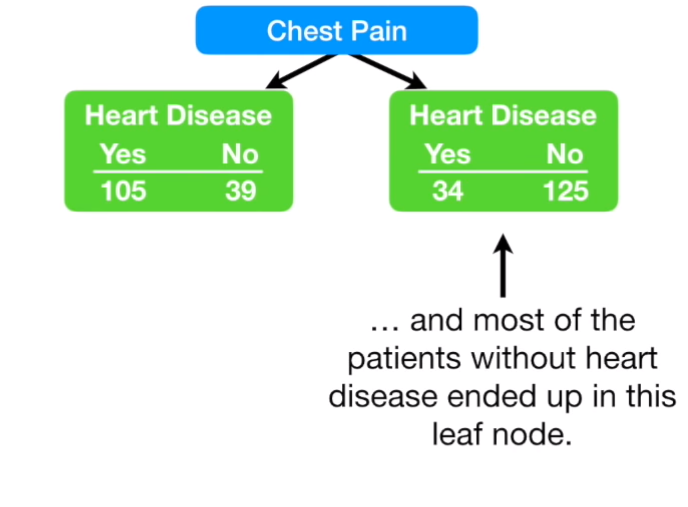 Chest Pain
Heart Disease
Yes No
105 39
Heart Disease
Yes No
34 125
… and most of the
patients without heart
disease ended up in this
leaf node.